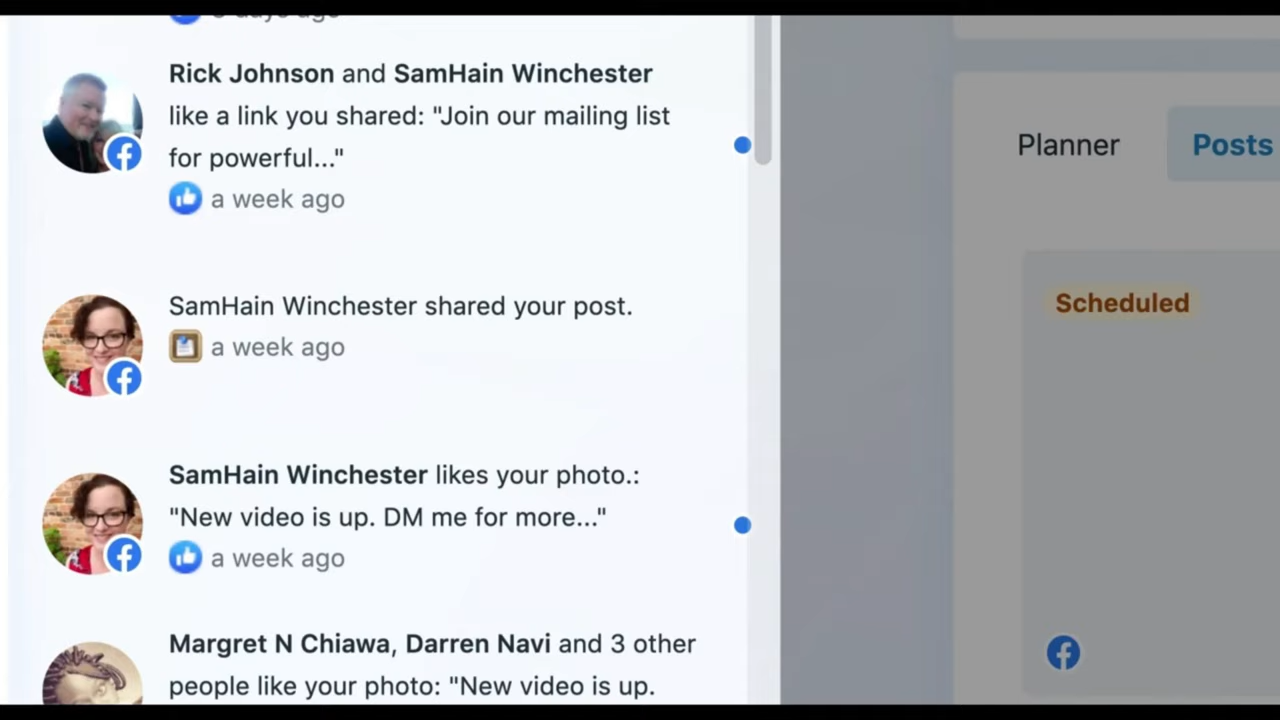 Rick Johnson and SamHain Winchester
like a link you shared: "Join our mailing list
for powerful..."
a week ago
SamHain Winchester shared your post.
a week ago
SamHain Winchester likes your photo.:
"New video is up. DM me for more..."
a week ago
Margret N Chiawa, Darren Navi and 3 other
people like your photo: "New video is up.
Planner
Posts
Scheduled